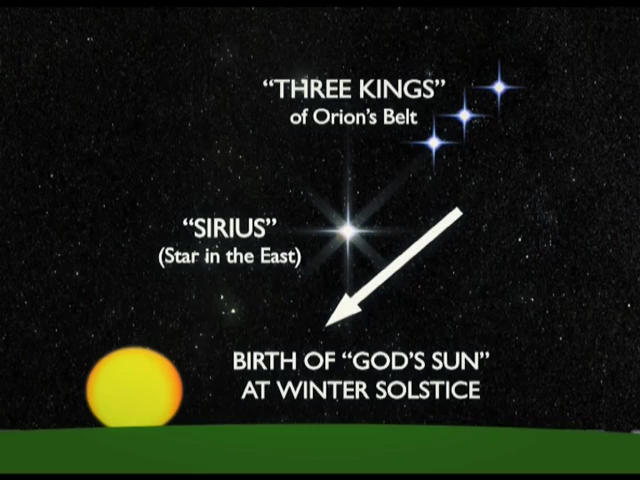 “THREE KINGS”
of Orion’s Belt
“SIRIUS”
(Star in the East)
BIRTH OF “GOD’S SUN”
AT WINTER SOLSTICE